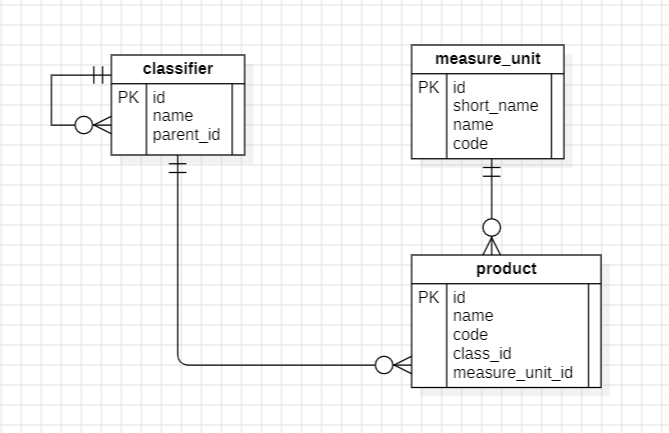 classifier
PK id
name
parent_id
measure_unit
PK id
short_name
name
code
product
PK id
name
code
class_id
measure_unit_id